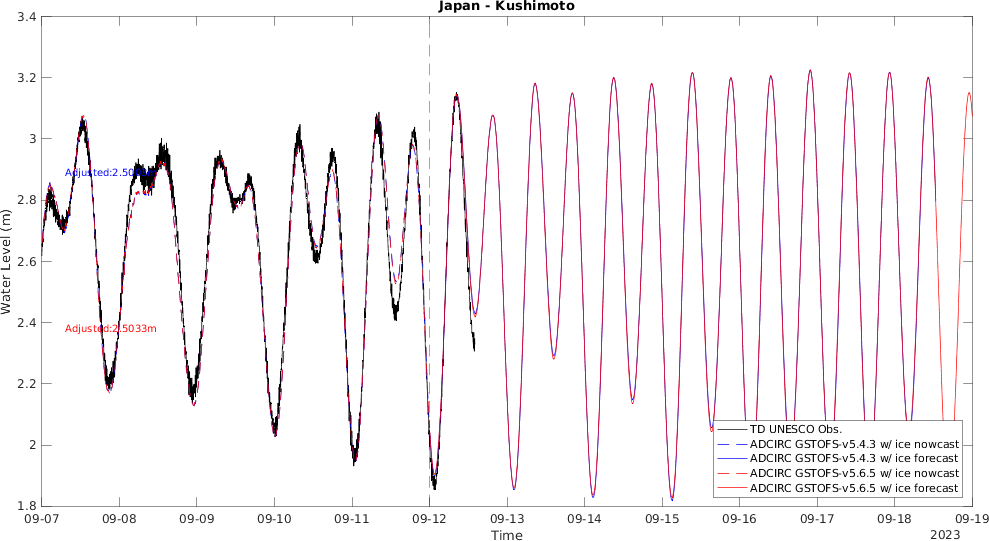 Japan - Kushimoto
Water Level (m)
3.4
3.2
3
2.8
2.6
2.4
2.2
2
1.8
Adjusted:2.50
Adjusted:2.5033m
TD UNESCO Obs.
ADCIRC GSTOFS-v5.4.3 w/ ice nowcast
ADCIRC GSTOFS-v5.4.3 w/ ice forecast
ADCIRC GSTOFS-v5.6.5 w/ ice nowcast
ADCIRC GSTOFS-v5.6.5 w/ ice forecast
09-07 09-08 09-09 09-10 09-11 09-12 09-13 09-14 09-15 09-16 09-17 09-18 09-19
Time
2023